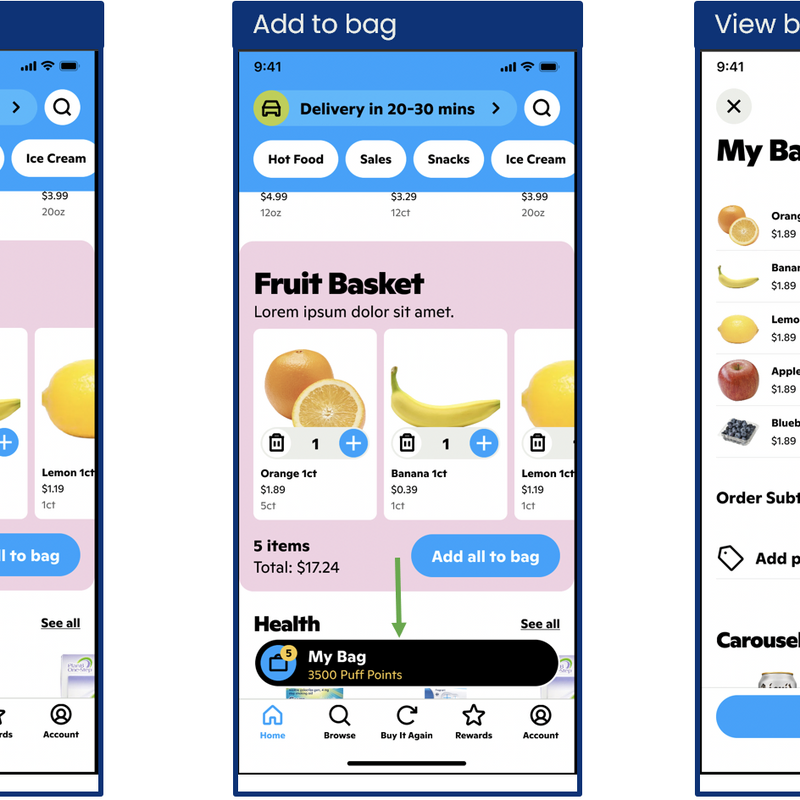 $3.99
20oz
Lemon 1ct
$1.19
1ct
to bag
See all
Account
Ice Cream
Add to bag
9:41
Delivery in 20-30 mins
Hot Food
Sales
Snacks
Ice Cream
$4.99
$3.29
$3.99
12oz
12ct
20oz
Fruit Basket
Lorem ipsum dolor sit amet.
1
1
Orange 1ct
Banana 1ct
Lemon 1ct
$1.89
$0.39
$1.19
5ct
1ct
1ct
5 items
Total: $17.24
Add all to bag
Health
See all
5
My Bag
3500 Puff Points
Home
Browse
Buy It Again
Rewards
Account
View
9:41
My
$1.89
$1.89
$1.89
Apple
$1.89
$1.89
Order
Add